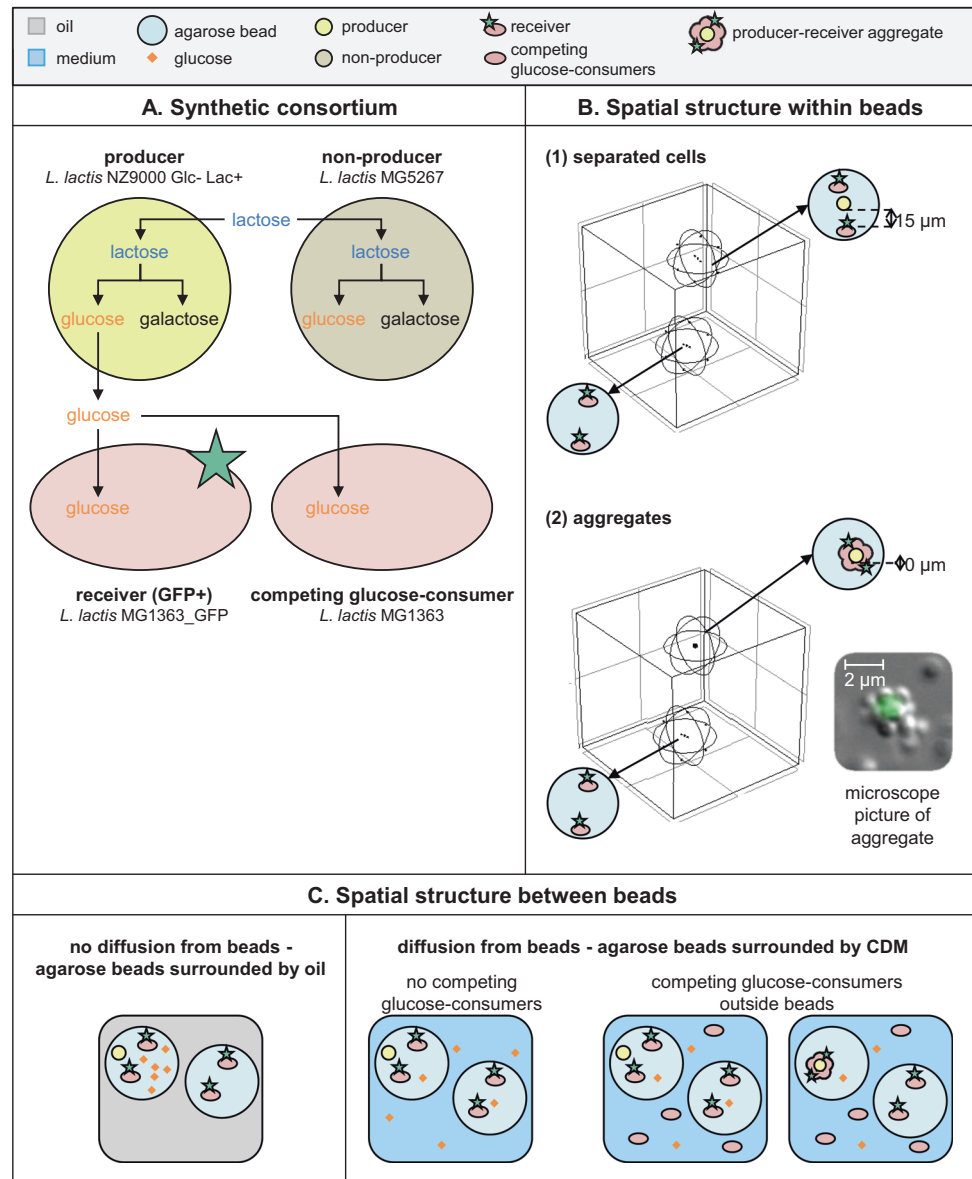 oil
medium
agarose bead
glucose
producer
non-producer
receiver
competing
glucose-consumers
producer-receiver aggregate
A. Synthetic consortium
producer
L. lactis NZ9000 Glc- Lac+
non-producer
L. lactis MG5267
lactose
lactose
lactose
glucose galactose
glucose galactose
glucose
glucose
glucose
receiver (GFP+)
L. lactis MG1363_GFP
competing glucose-consumer
L. lactis MG1363
B. Spatial structure within beads
(1) separated cells
15 µm
(2) aggregates
0 µm
2 µm
microscope
picture of
aggregate
C. Spatial structure between beads
no diffusion from beads -
agarose beads surrounded by oil
diffusion from beads - agarose beads surrounded by CDM
no competing
glucose-consumers
competing glucose-consumers
outside beads